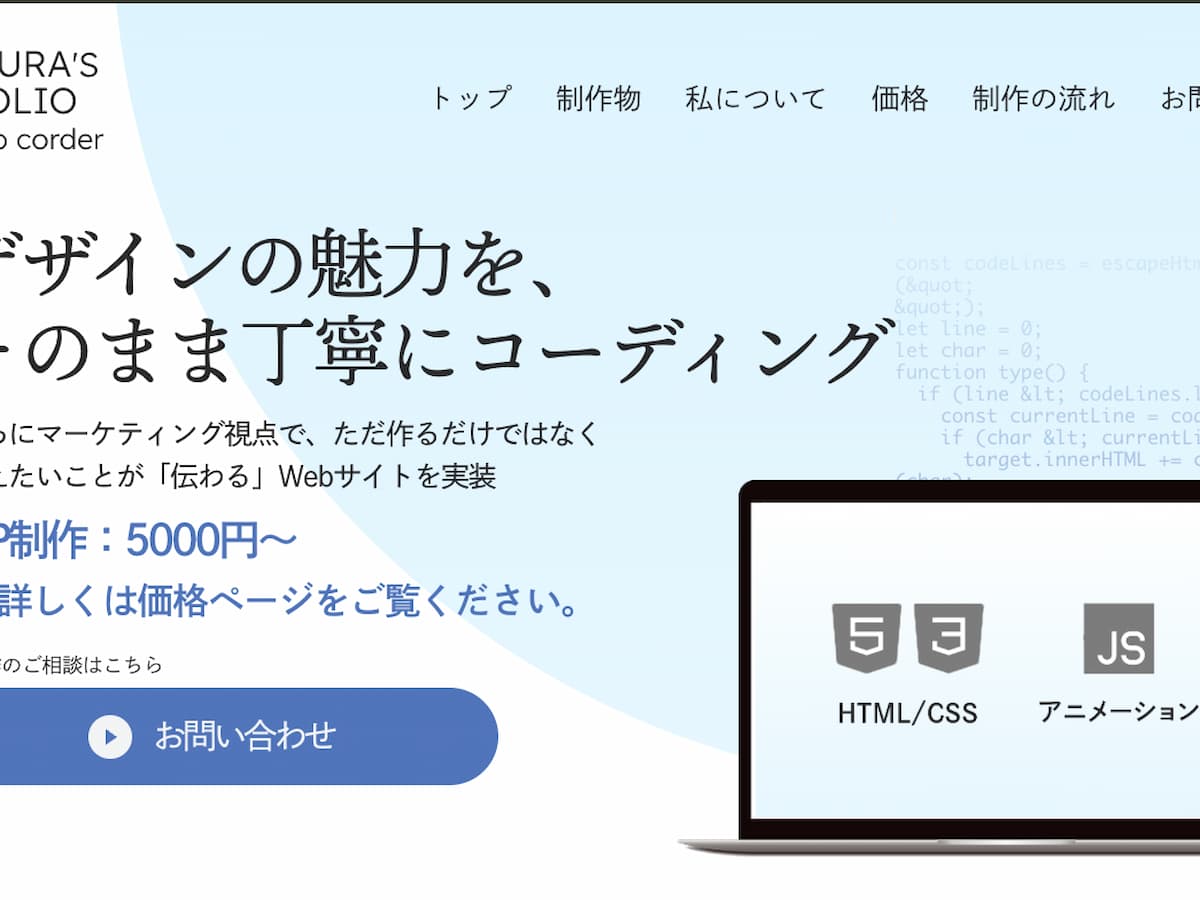 URA'S
OLIO
corder
トップ 制作物 私について 価格 制作の流れ
デザインの魅力を、
のまま丁寧にコーディング
にマーケティング視点で、ただ作るだけではなく
たいことが「伝わる」Webサイトを実装
P制作：5000円〜
詳しくは価格ページをご覧ください。
のご相談はこちら
お問い合わせ
const codeLines = escapeHtm
(&quot;
&quot;);
let line = 0;
let char = 0;
function type() {
if (line &lt; codeLines.l
const currentLine = cod
if (char &lt; currentLi
target.innerHTML += c
5 3 JS
HTML/CSS アニメーション